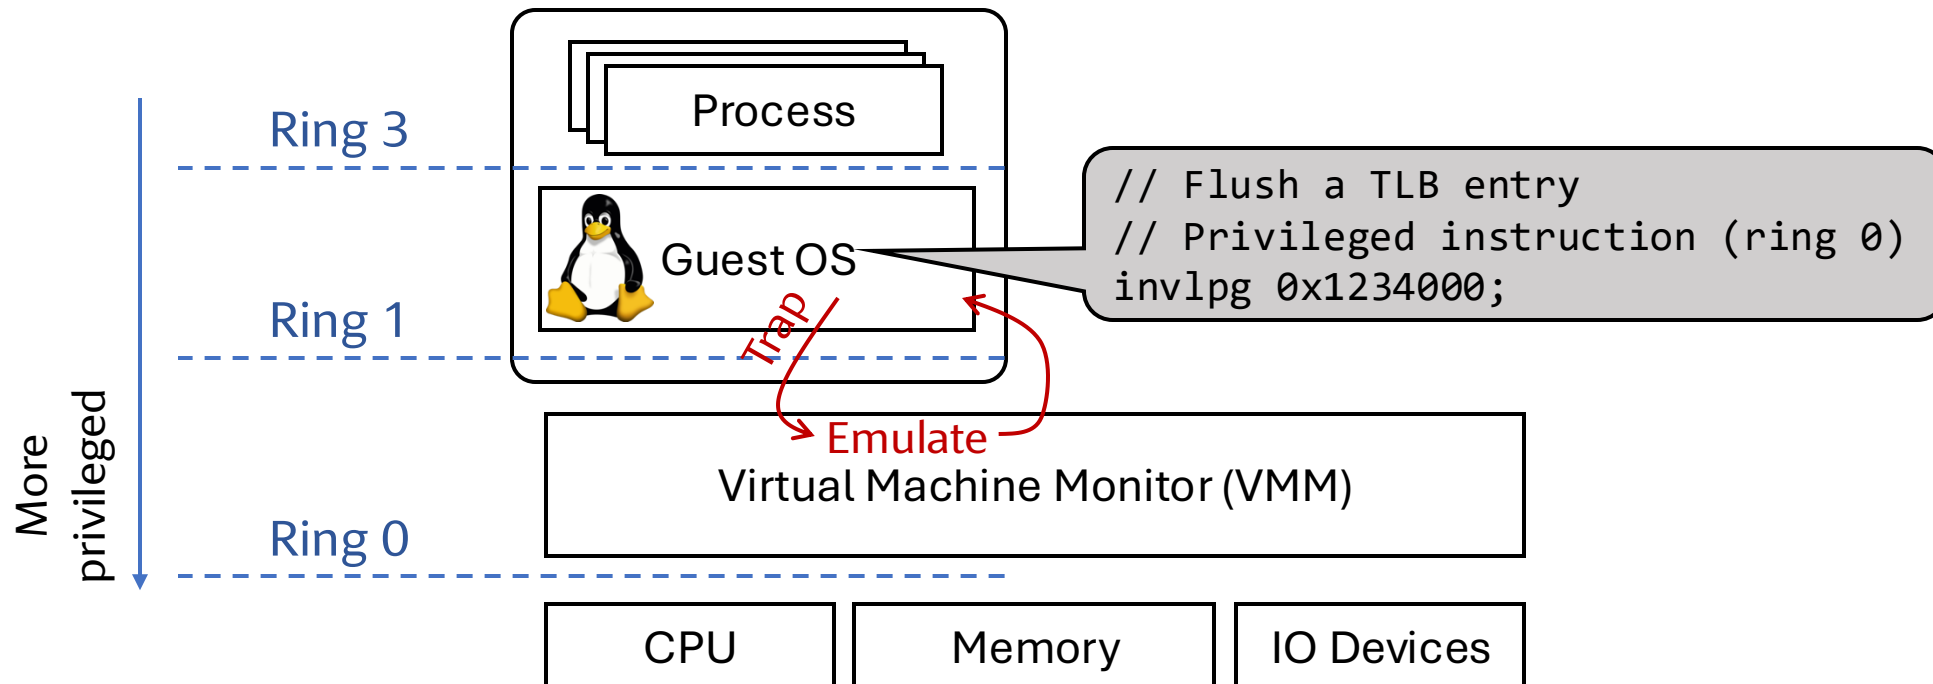 Ring 3
Process
// Flush a TLB entry
// Privileged instruction (ring 0)
invlpg 0x1234000;
Guest OS
Ring 1
Trap
More
privileged
Emulate
Virtual Machine Monitor (VMM)
Ring 0
CPU
Memory
IO Devices